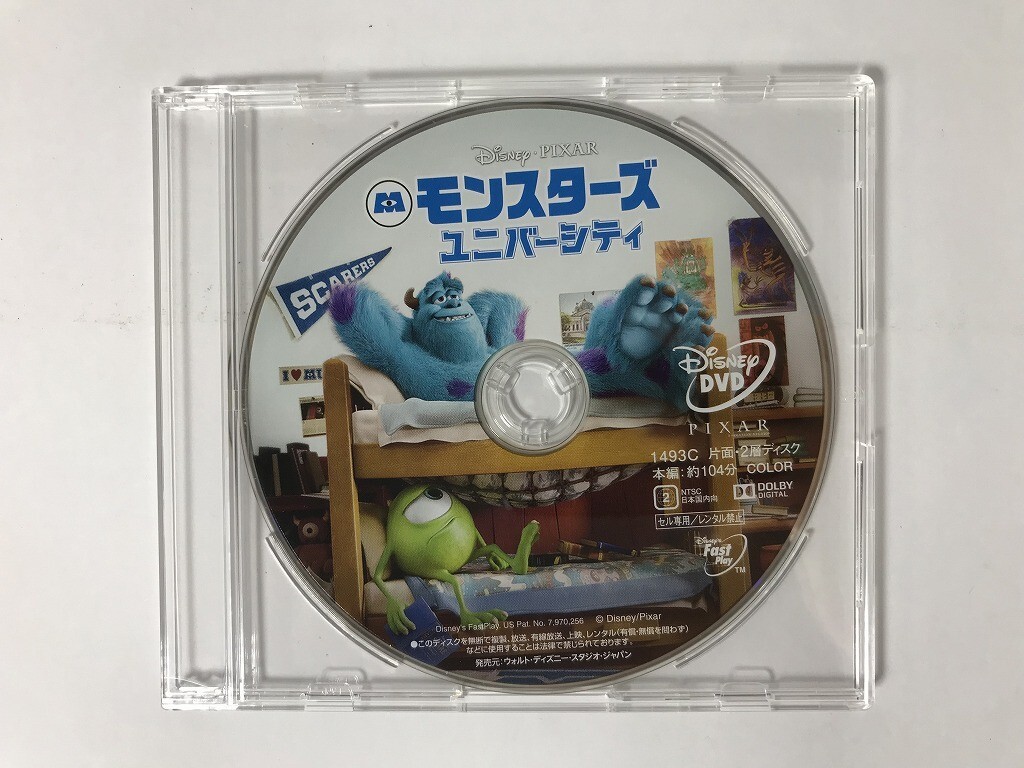 Disney · PIXAR
M モンスターズ
ユニバーシティ
SCARERS
I ♥ MU
Disney
DVD
PIXAR
1493C 片面・2層ディスク
本編:約104分 COLOR
2 NTSC 日本国内向
DOLBY DIGITAL
セル専用/レンタル禁止
Disney's
Fast Play
TM
Disney's FastPlay. US Pat. No. 7,970,256 © Disney/Pixar
●このディスクを無断で複製、放送、有線放送、上映、レンタル(有償・無償を問わず)
などに使用することは法律で禁じられております。
発売元:ウォルト・ディズニー・スタジオ・ジャパン